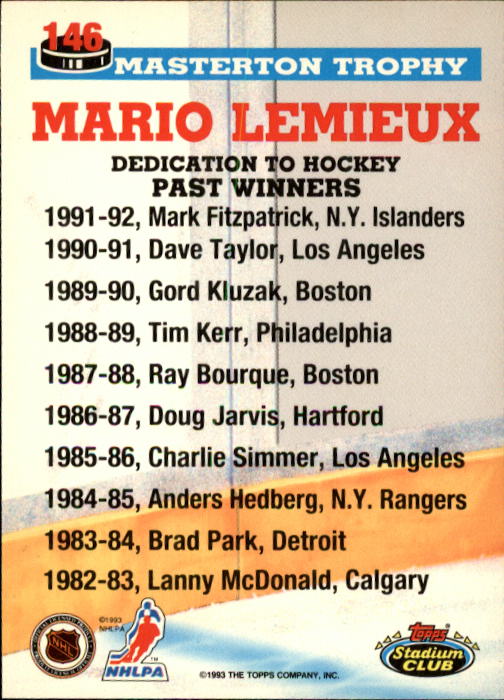 146
MASTERTON TROPHY
MARIO LEMIEUX
DEDICATION TO HOCKEY
PAST WINNERS
1991-92, Mark Fitzpatrick, N.Y. Islanders
1990-91, Dave Taylor, Los Angeles
1989-90, Gord Kluzak, Boston
1988-89, Tim Kerr, Philadelphia
1987-88, Ray Bourque, Boston
1986-87, Doug Jarvis, Hartford
1985-86, Charlie Simmer, Los Angeles
1984-85, Anders Hedberg, N.Y. Rangers
1983-84, Brad Park, Detroit
1982-83, Lanny McDonald, Calgary
©1993
NHLPA
NHL
NHLPA
TM
©1993 THE TOPPS COMPANY, INC.
Topps
Stadium
CLUB